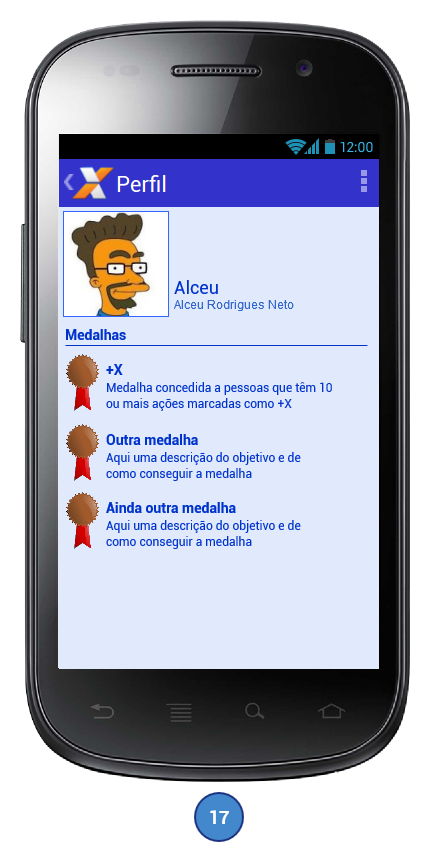 12:00
Perfil
Alceu
Alceu Rodrigues Neto
Medalhas
+X
Medalha concedida a pessoas que têm 10
ou mais ações marcadas como +X
Outra medalha
Aqui uma descrição do objetivo e de
como conseguir a medalha
Ainda outra medalha
Aqui uma descrição do objetivo e de
como conseguir a medalha
17